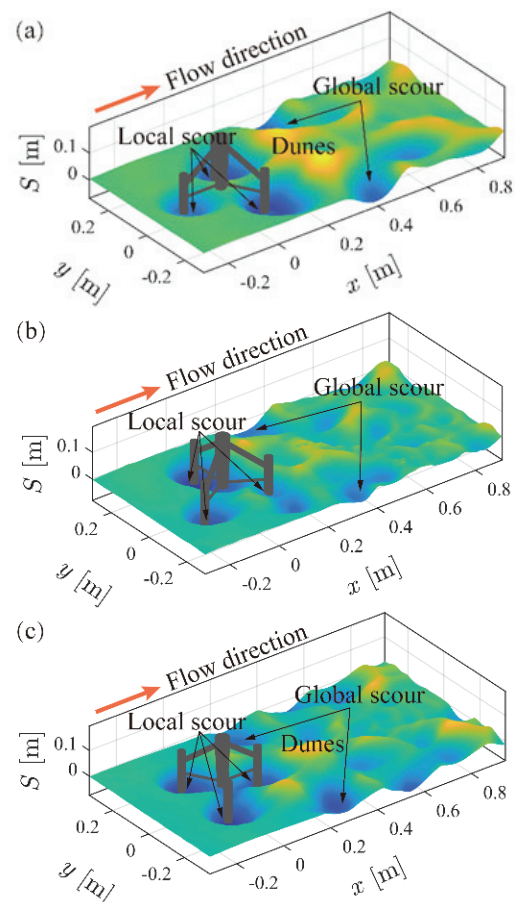 (a)
Flow direction
Global scour
Local scour
Dunes
S [m]
0.1
0
0.2
0
-0.2
y [m]
-0.2
0
0.2
0.4
0.6
0.8
x [m]
(b)
Flow direction
Global scour
Local scour
S [m]
0.1
0
0.2
0
-0.2
y [m]
-0.2
0
0.2
0.4
0.6
0.8
x [m]
(c)
Flow direction
Global scour
Local scour
Dunes
S [m]
0.1
0
0.2
0
-0.2
y [m]
-0.2
0
0.2
0.4
0.6
0.8
x [m]